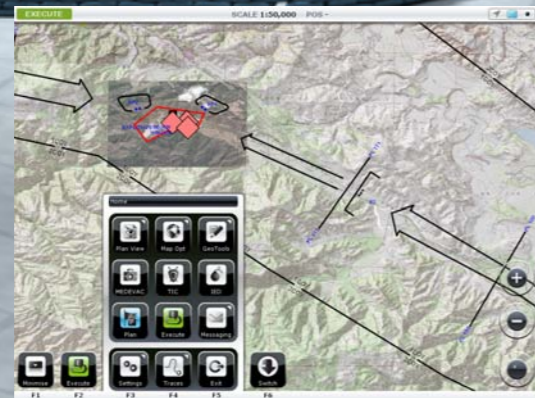 EXECUTE
SCALE 1:50,000 POS -
Home
Plan View
Map Opt
GeoTools
MEDEVAC
TIC
IED
Plan
Execute
Messaging
Minimise
Execute
Settings
Traces
Exit
Switch
F1
F2
F3
F4
F5
F6